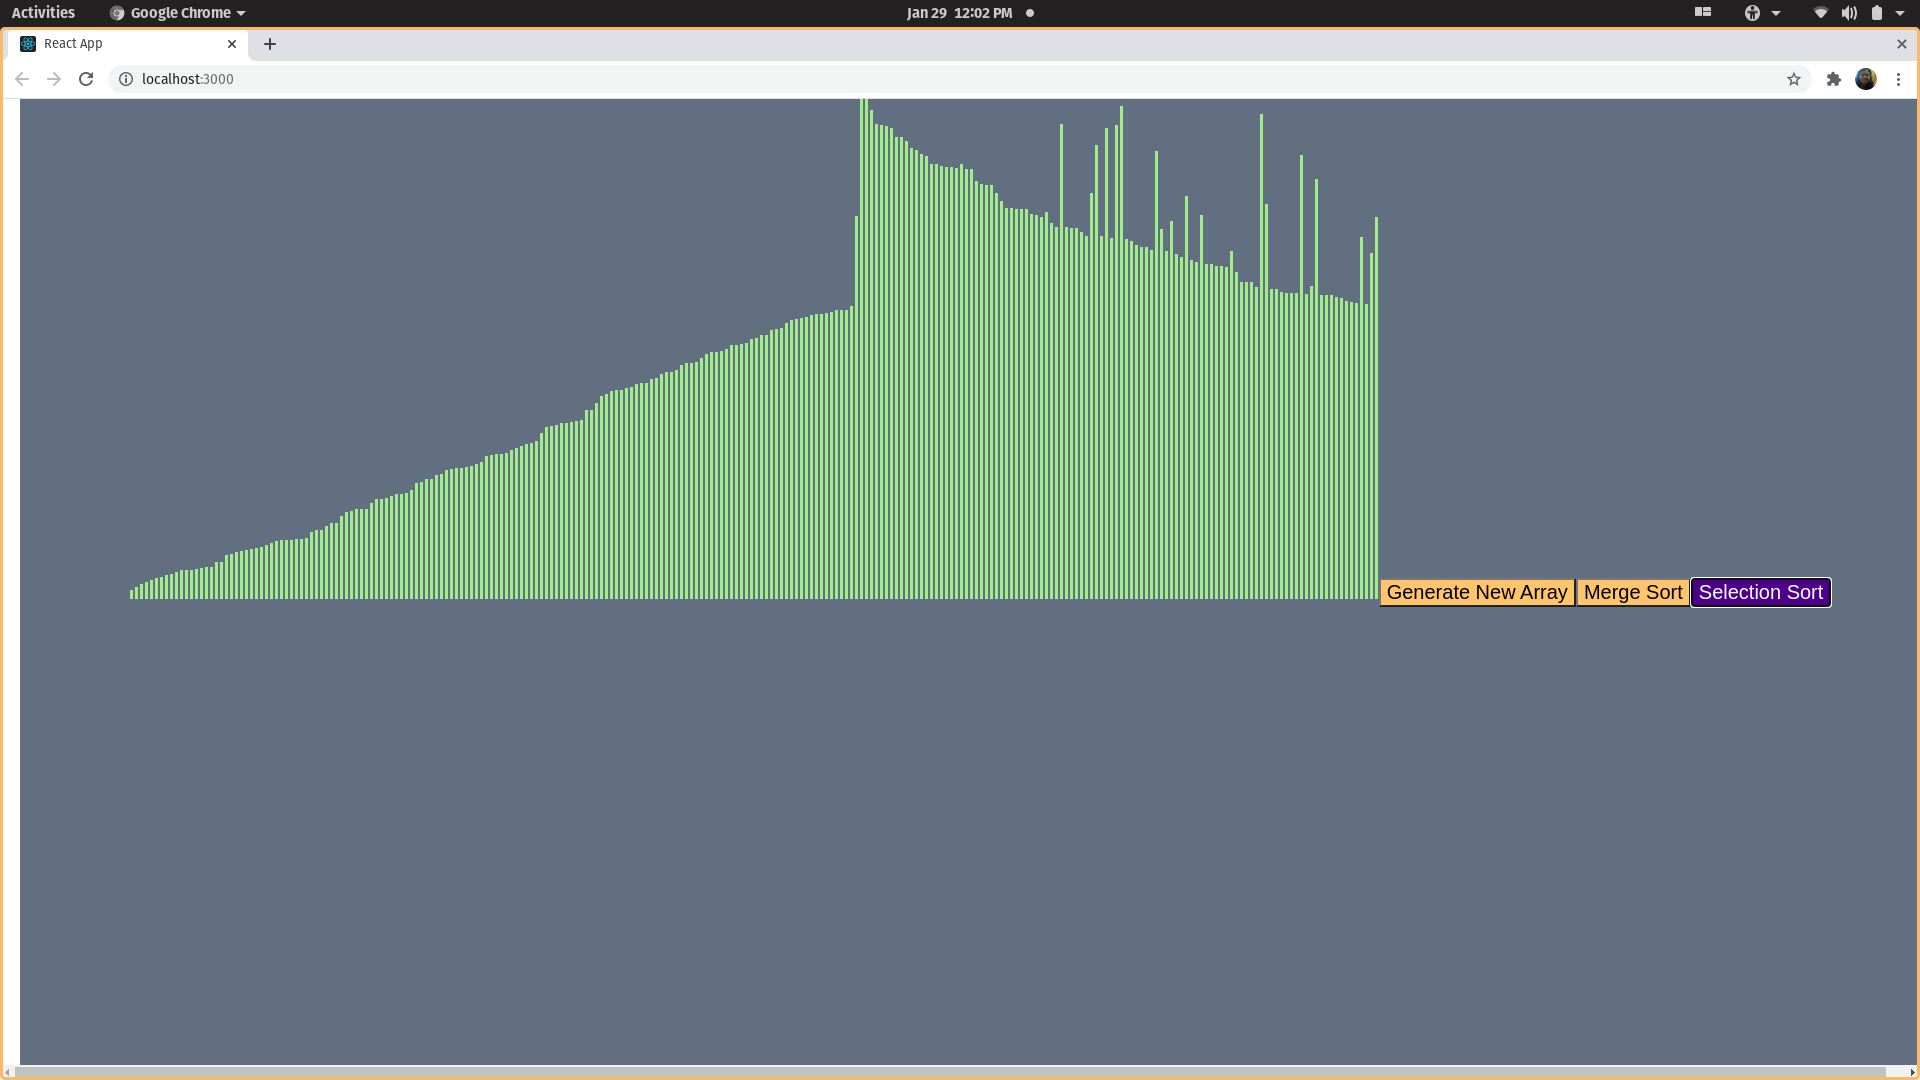 Activities Google Chrome Jan 29 12:02 PM
React App
localhost:3000
Generate New Array Merge Sort Selection Sort